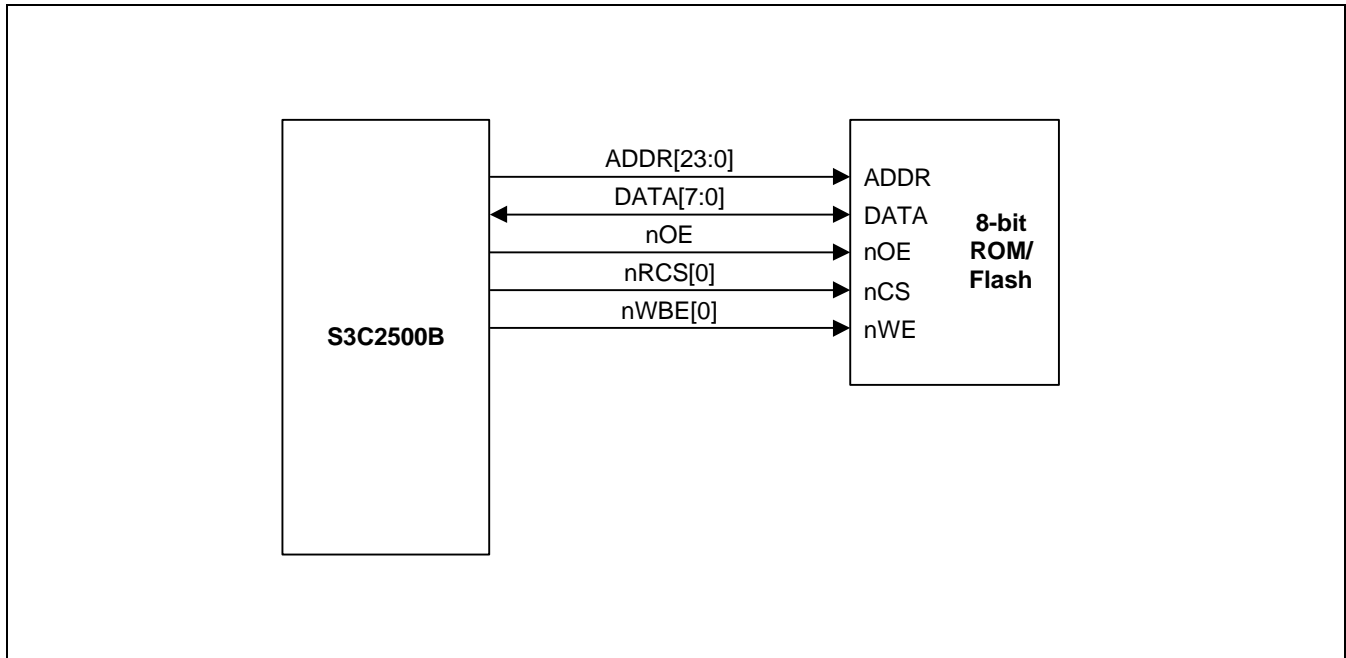 S3C2500B
ADDR[23:0]
DATA[7:0]
nOE
nRCS[0]
nWBE[0]
ADDR
DATA
nOE
nCS
nWE
8-bit
ROM/
Flash